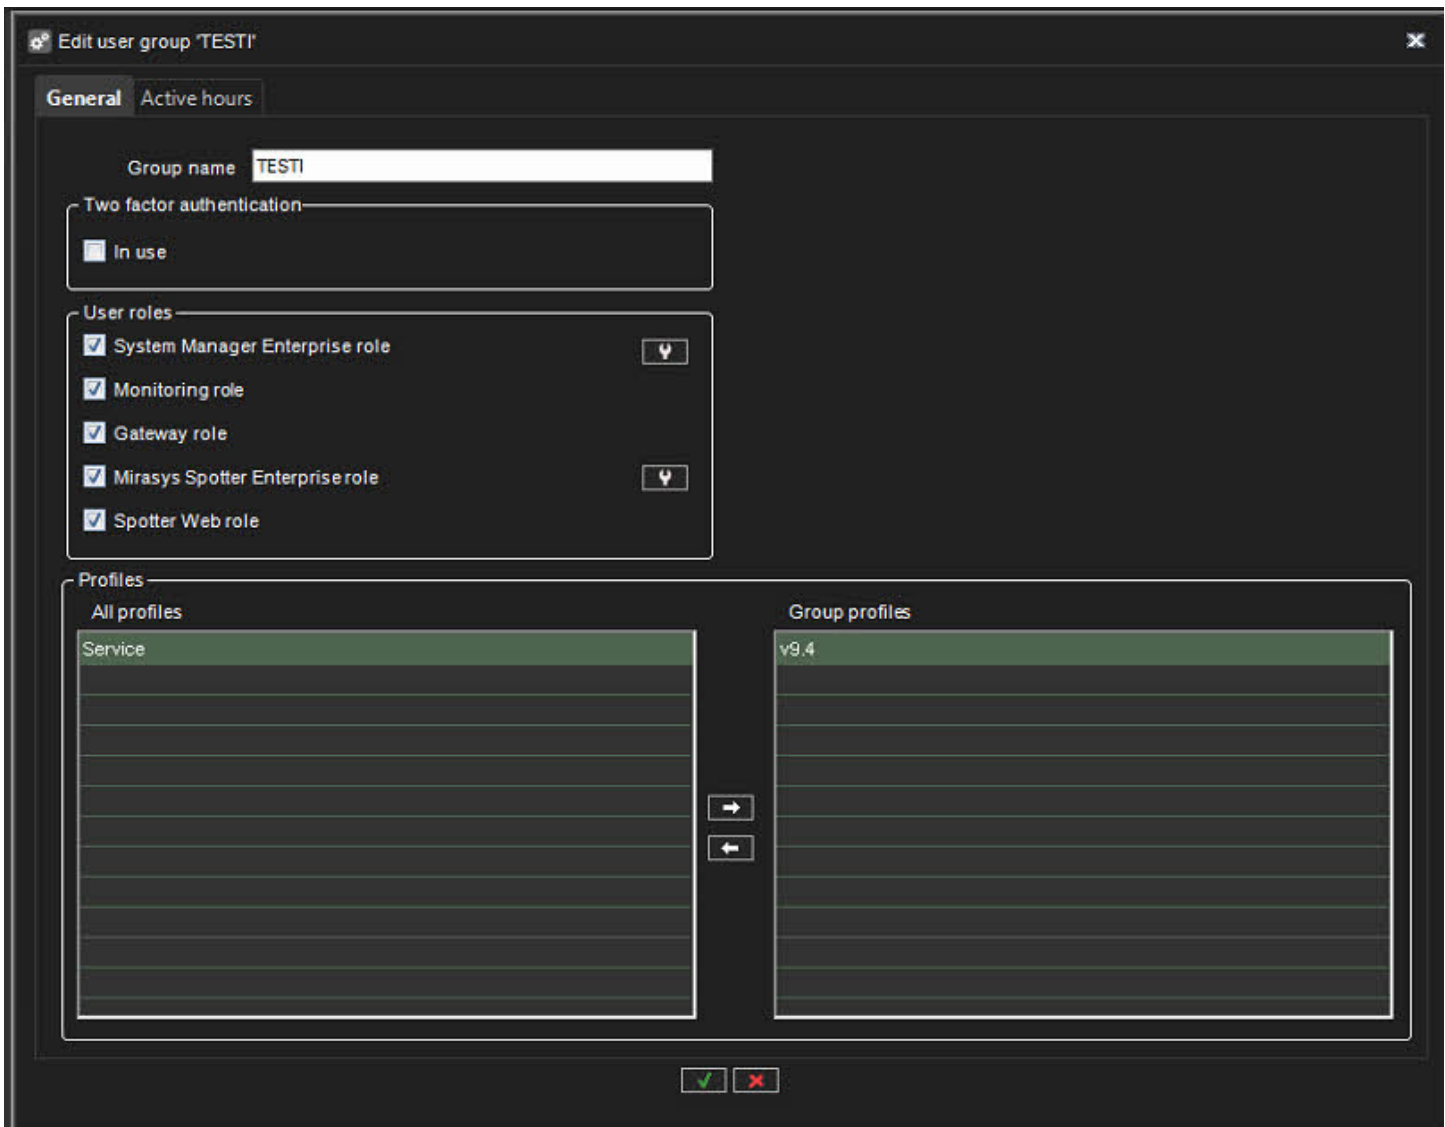 Edit user group 'TESTI'
General Active hours
Group name TESTI
Two factor authentication
In use
User roles
System Manager Enterprise role
Monitoring role
Gateway role
Mirasys Spotter Enterprise role
Spotter Web role
Profiles
All profiles Group profiles
Service v9.4